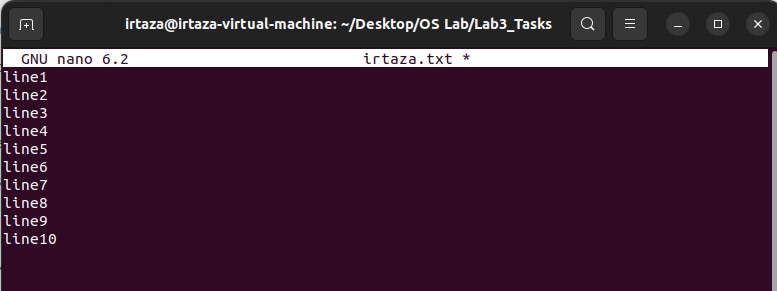 irtaza@irtaza-virtual-machine: ~/Desktop/OS Lab/Lab3_Tasks
GNU nano 6.2 irtaza.txt *
line1
line2
line3
line4
line5
line6
line7
line8
line9
line10